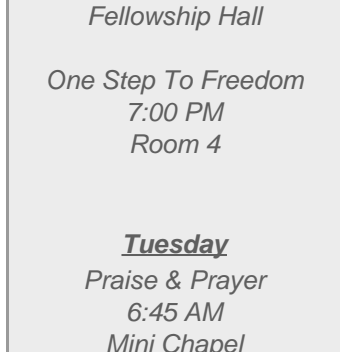 Fellowship Hall
One Step To Freedom
7:00 PM
Room 4
Tuesday
Praise & Prayer
6:45 AM
Mini Chapel